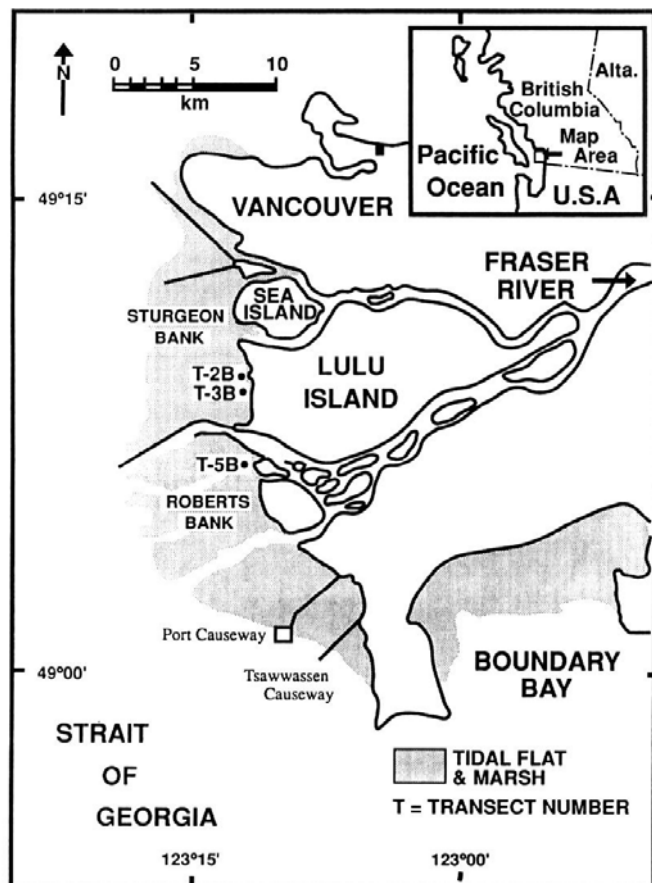 N
0 5 10
km
Alta.
British
Columbia
Map
Area
Pacific
Ocean
U.S.A
49°15'
VANCOUVER
FRASER
RIVER
SEA
ISLAND
STURGEON
BANK
LULU
ISLAND
T-2B
T-3B
T-5B
ROBERTS
BANK
Port Causeway
Tsawwassen
Causeway
49°00'
BOUNDARY
BAY
STRAIT
OF
GEORGIA
TIDAL FLAT
& MARSH
T = TRANSECT NUMBER
123°15'
123°00'